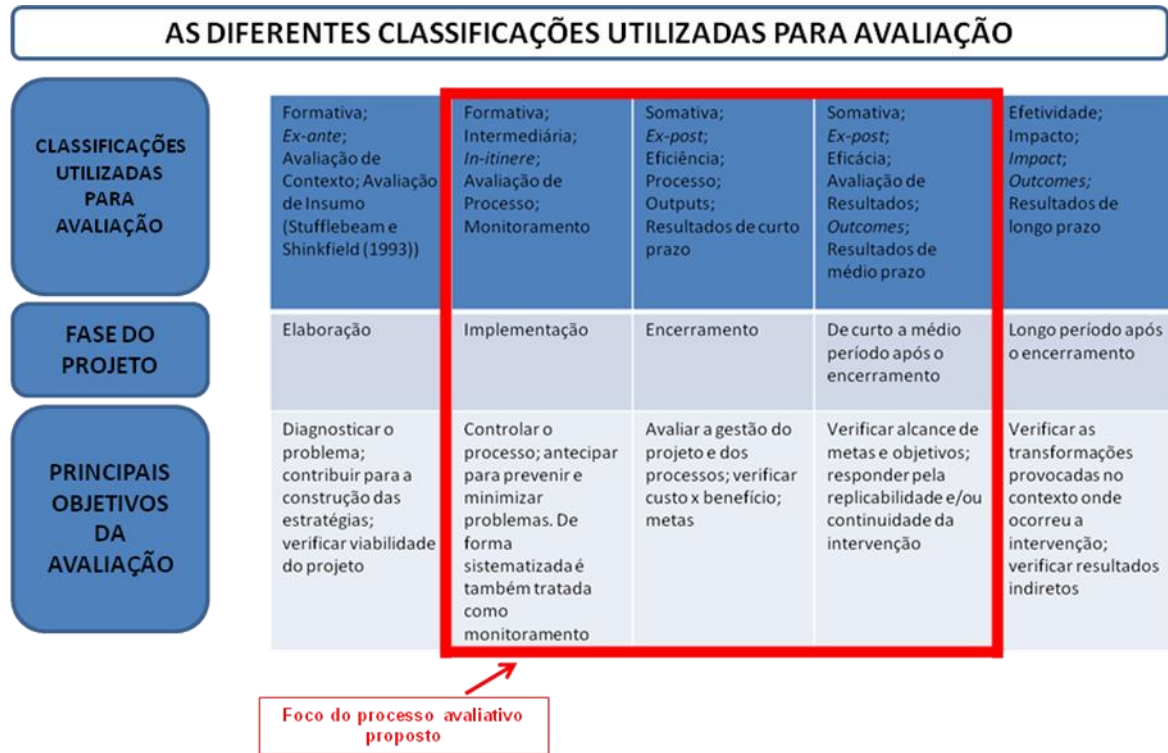 AS DIFERENTES CLASSIFICAÇÕES UTILIZADAS PARA AVALIAÇÃO
CLASSIFICAÇÕES
UTILIZADAS
PARA
AVALIAÇÃO
Formativa;
Ex-ante;
Avaliação de
Contexto; Avaliação
de Insumo
(Stufflebeam e
Shinkfield (1993))
Formativa;
Intermediária;
In-itinere;
Avaliação de
Processo;
Monitoramento
Somativa;
Ex-post;
Eficiência;
Processo;
Outputs;
Resultados de curto
prazo
Somativa;
Ex-post;
Eficácia;
Avaliação de
Resultados;
Outcomes;
Resultados de
médio prazo
Efetividade;
Impacto;
Impact;
Outcomes;
Resultados de
longo prazo
FASE DO
PROJETO
Elaboração
Implementação
Encerramento
De curto a médio
período após o
encerramento
Longo período após
o encerramento
PRINCIPAIS
OBJETIVOS
DA
AVALIAÇÃO
Diagnosticar o
problema;
contribuir para a
construção das
estratégias;
verificar viabilidade
do projeto
Controlar o
processo; antecipar
para prevenir e
minimizar
problemas. De
forma
sistematizada é
também tratada
como
monitoramento
Avaliar a gestão do
projeto e dos
processos; verificar
custo x benefício;
metas
Verificar alcance de
metas e objetivos;
responder pela
replicabilidade e/ou
continuidade da
intervenção
Verificar as
transformações
provocadas no
contexto onde
ocorreu a
intervenção;
verificar resultados
indiretos
Foco do processo avaliativo
proposto